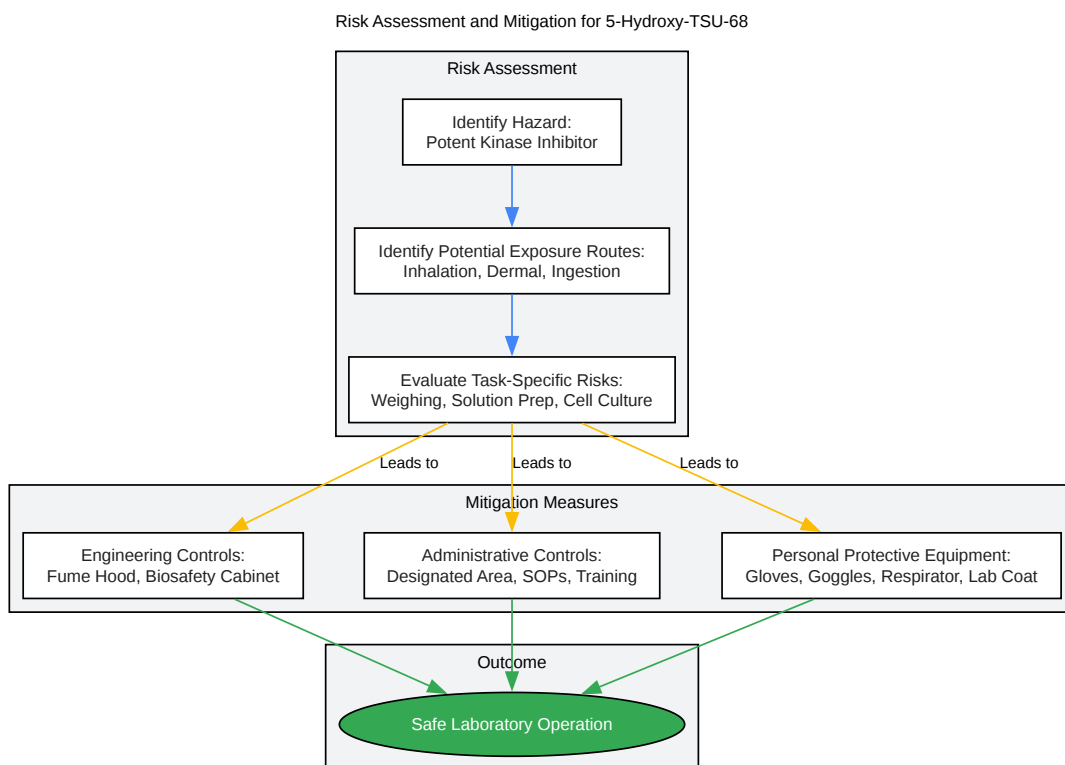 Risk Assessment and Mitigation for 5-Hydroxy-TSU-68
Risk Assessment
Identify Hazard:
Potent Kinase Inhibitor
Identify Potential Exposure Routes:
Inhalation, Dermal, Ingestion
Evaluate Task-Specific Risks:
Weighing, Solution Prep, Cell Culture
Leads to
Leads to
Leads to
Mitigation Measures
Engineering Controls:
Fume Hood, Biosafety Cabinet
Administrative Controls:
Designated Area, SOPs, Training
Personal Protective Equipment:
Gloves, Goggles, Respirator, Lab Coat
Outcome
Safe Laboratory Operation